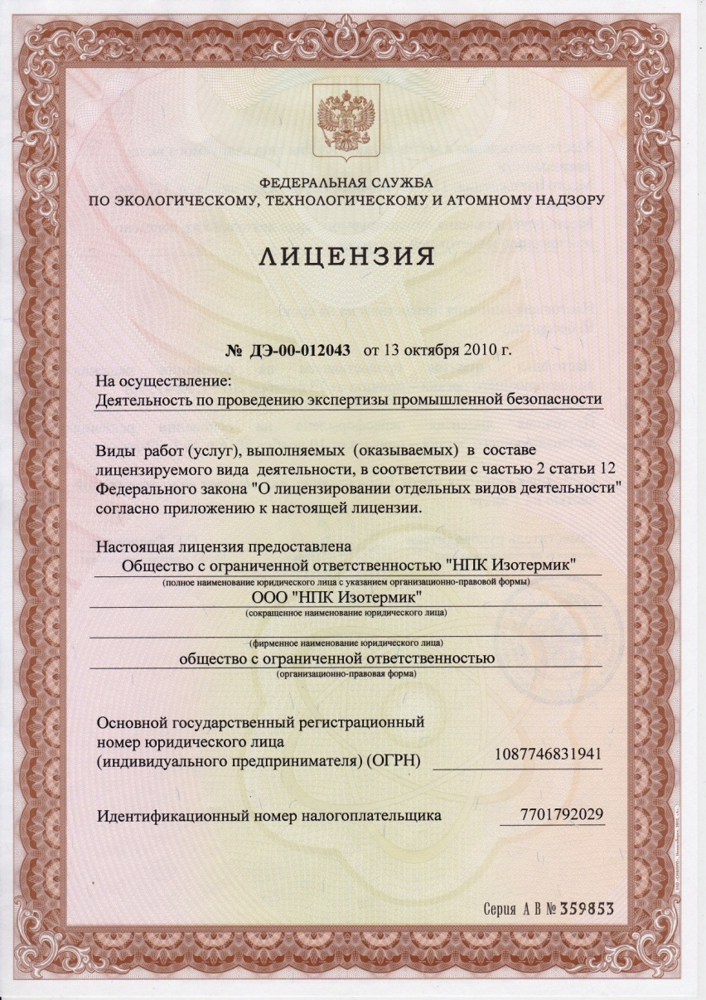 ФЕДЕРАЛЬНАЯ СЛУЖБА
ПО ЭКОЛОГИЧЕСКОМУ, ТЕХНОЛОГИЧЕСКОМУ И АТОМНОМУ НАДЗОРУ
ЛИЦЕНЗИЯ
№ ДЭ-00-012043 от 13 октября 2010 г.
На осуществление:
Деятельность по проведению экспертизы промышленной безопасности
Виды работ (услуг), выполняемых (оказываемых) в составе
лицензируемого вида деятельности, в соответствии с частью 2 статьи 12
Федерального закона "О лицензировании отдельных видов деятельности"
согласно приложению к настоящей лицензии.
Настоящая лицензия предоставлена
Общество с ограниченной ответственностью "НПК Изотермик"
(полное наименование юридического лица с указанием организационно-правовой формы)
ООО "НПК Изотермик"
(сокращенное наименование юридического лица)
(фирменное наименование юридического лица)
общество с ограниченной ответственностью
(организационно-правовая форма)
Основной государственный регистрационный
номер юридического лица
(индивидуального предпринимателя) (ОГРН) 1087746831941
Идентификационный номер налогоплательщика 7701792029
Серия А В № 359853